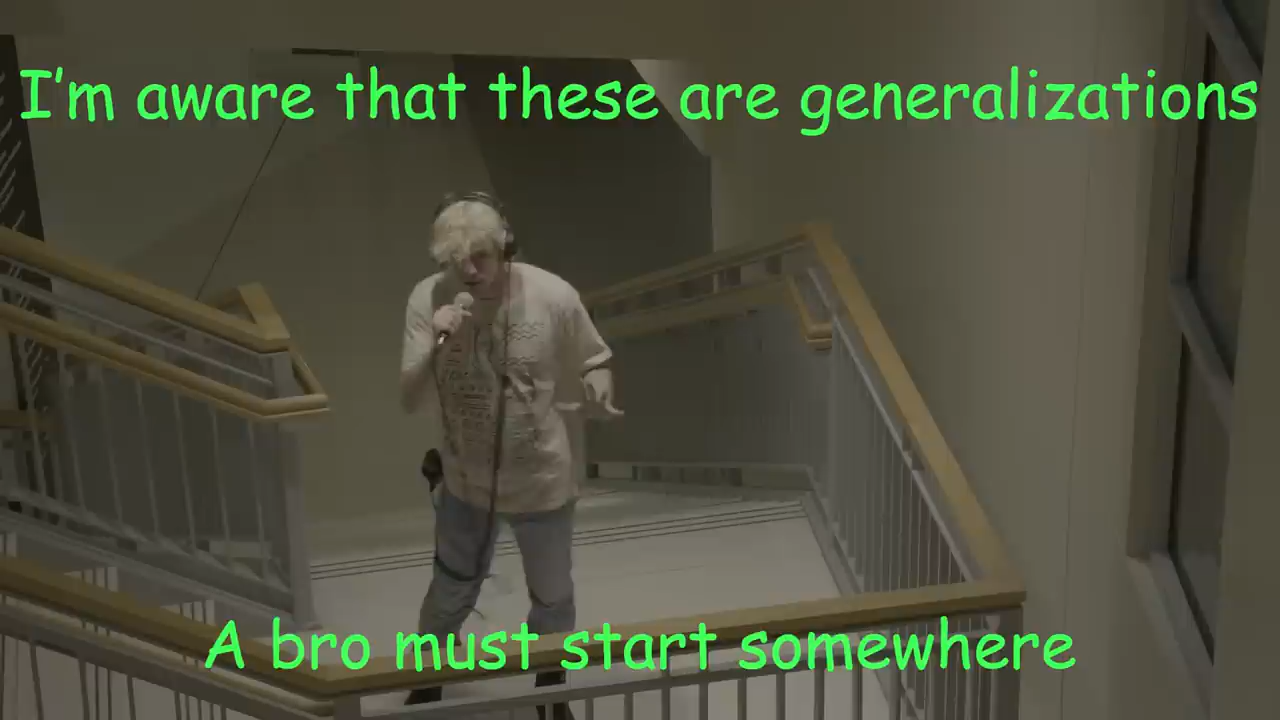 I'm aware that these are generalizations
A bro must start somewhere